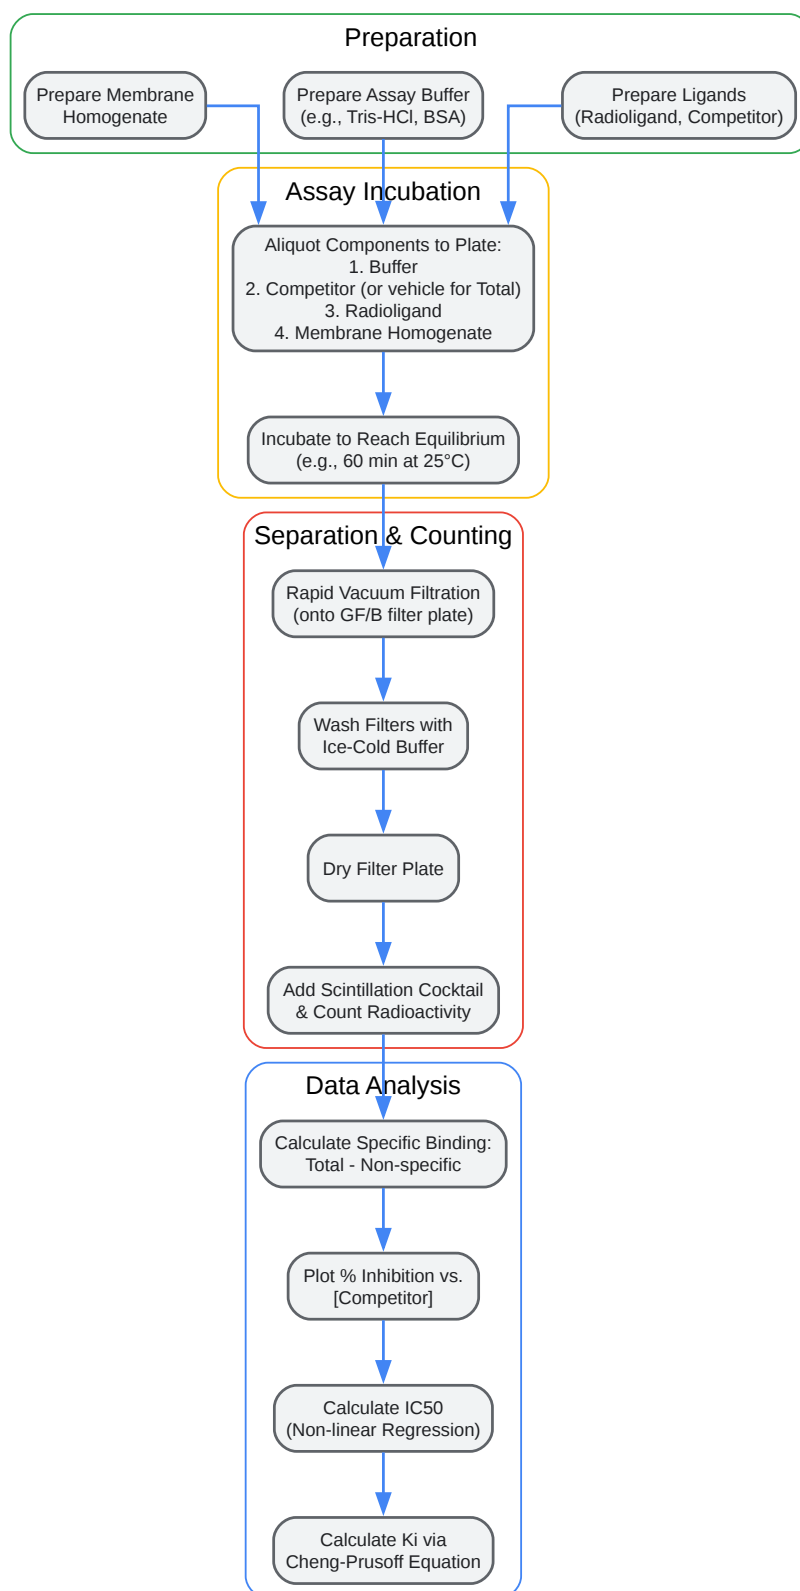 Preparation
Prepare Membrane
Homogenate
Prepare Assay Buffer
(e.g., Tris-HCl, BSA)
Prepare Ligands
(Radioligand, Competitor)
Assay Incubation
Aliquot Components to Plate:
1. Buffer
2. Competitor (or vehicle for Total)
3. Radioligand
4. Membrane Homogenate
Incubate to Reach Equilibrium
(e.g., 60 min at 25°C)
Separation & Counting
Rapid Vacuum Filtration
(onto GF/B filter plate)
Wash Filters with
Ice-Cold Buffer
Dry Filter Plate
Add Scintillation Cocktail
& Count Radioactivity
Data Analysis
Calculate Specific Binding:
Total - Non-specific
Plot % Inhibition vs.
[Competitor]
Calculate IC50
(Non-linear Regression)
Calculate Ki via
Cheng-Prusoff Equation